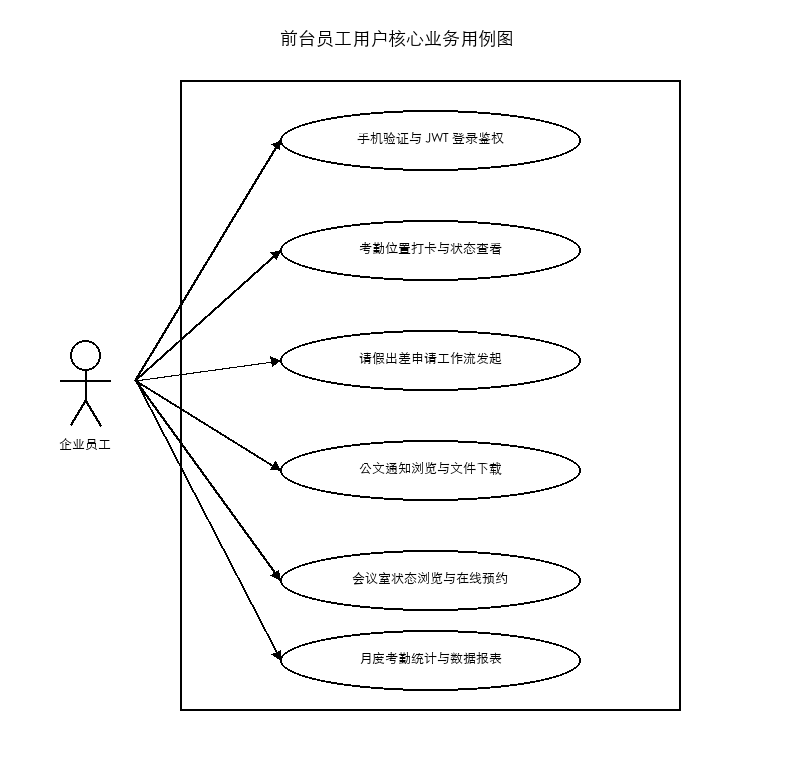 前台员工用户核心业务用例图
手机验证与 JWT 登录鉴权
考勤位置打卡与状态查看
请假出差申请工作流发起
企业员工
公文通知浏览与文件下载
会议室状态浏览与在线预约
月度考勤统计与数据报表